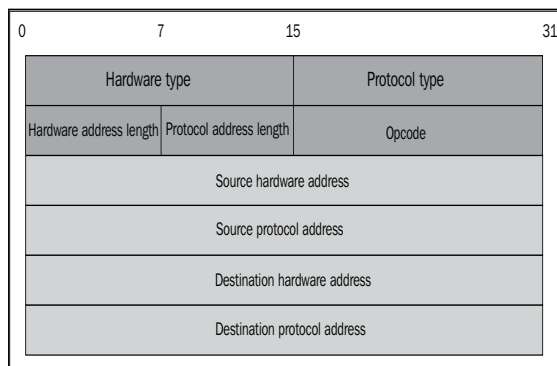 0 7 15 31
Hardware type Protocol type
Hardware address length Protocol address length Opcode
Source hardware address
Source protocol address
Destination hardware address
Destination protocol address